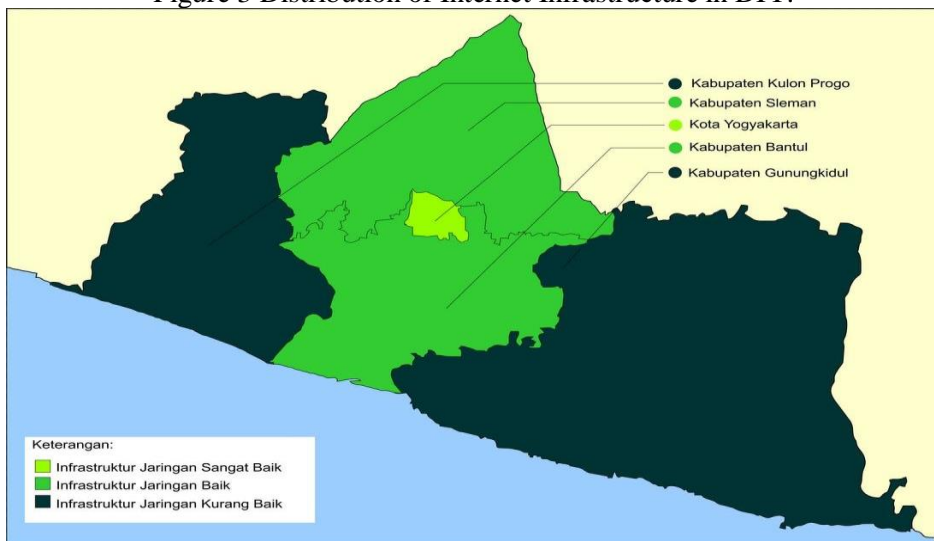 Figure 3 Distribution of Internet Infrastructure in DIY.
Kabupaten Kulon Progo
Kabupaten Sleman
Kota Yogyakarta
Kabupaten Bantul
Kabupaten Gunungkidul
Keterangan:
Infrastruktur Jaringan Sangat Baik
Infrastruktur Jaringan Baik
Infrastruktur Jaringan Kurang Baik